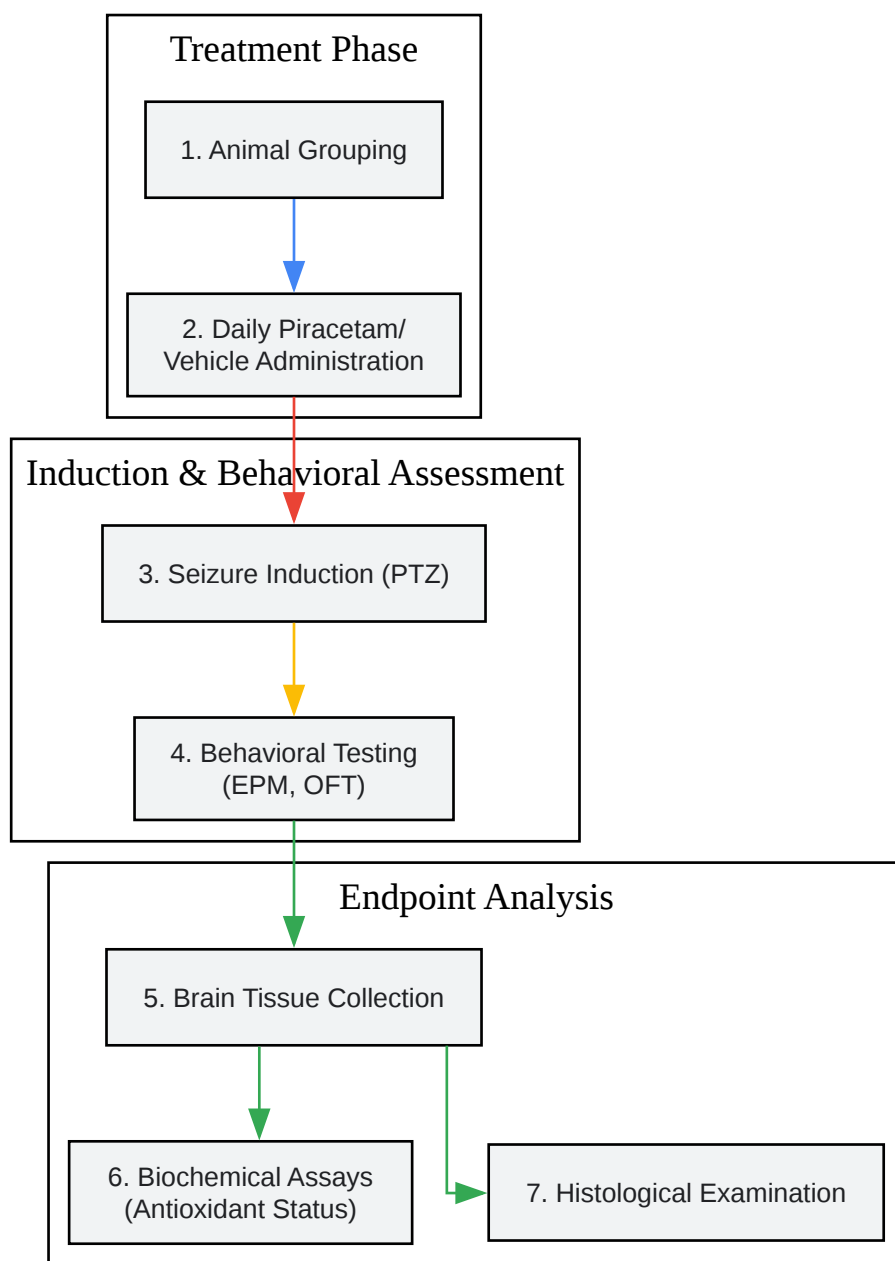 Treatment Phase
1. Animal Grouping
2. Daily Piracetam/
Vehicle Administration
Induction & Behavioral Assessment
3. Seizure Induction (PTZ)
4. Behavioral Testing
(EPM, OFT)
Endpoint Analysis
5. Brain Tissue Collection
6. Biochemical Assays
(Antioxidant Status)
7. Histological Examination